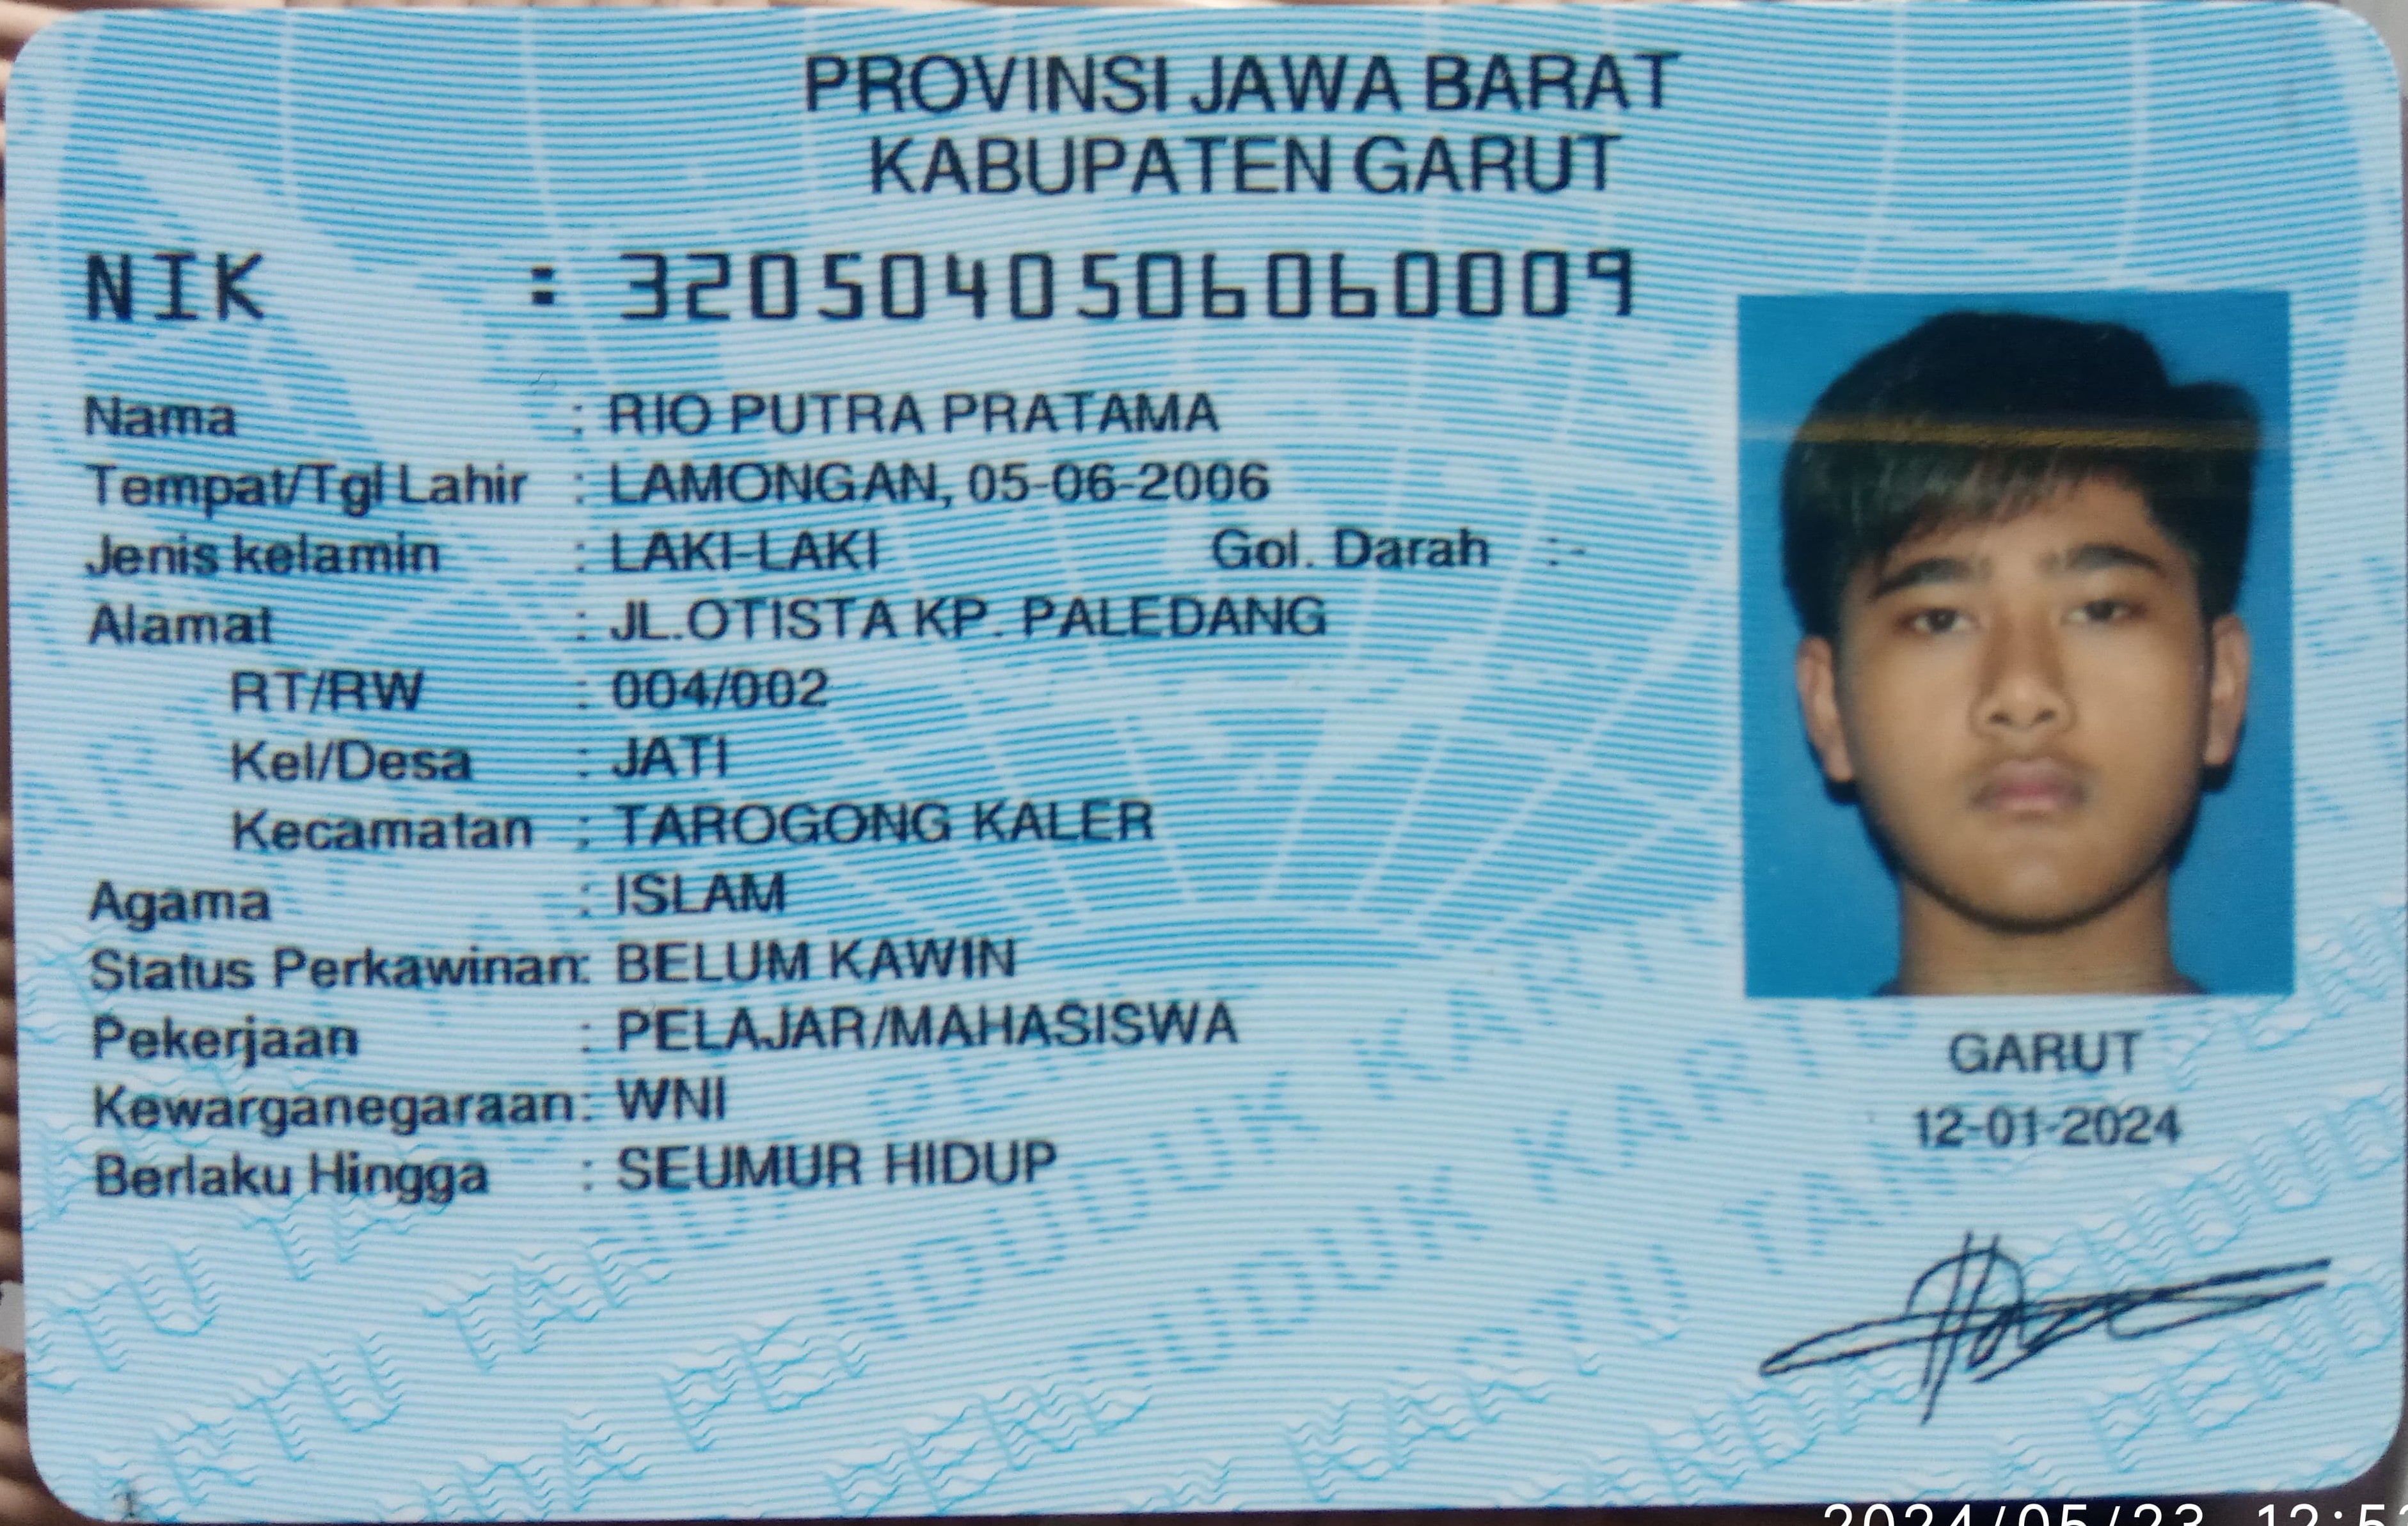 PROVINSI JAWA BARAT
KABUPATEN GARUT
NIK : 3205040506060009
Nama : RIO PUTRA PRATAMA
Tempat/Tgl Lahir : LAMONGAN, 05-06-2006
Jenis kelamin : LAKI-LAKI Gol. Darah : -
Alamat : JL.OTISTA KP. PALEDANG
RT/RW : 004/002
Kel/Desa : JATI
Kecamatan : TAROGONG KALER
Agama : ISLAM
Status Perkawinan: BELUM KAWIN
Pekerjaan : PELAJAR/MAHASISWA
Kewarganegaraan: WNI
Berlaku Hingga : SEUMUR HIDUP
GARUT
12-01-2024
2024/05/23